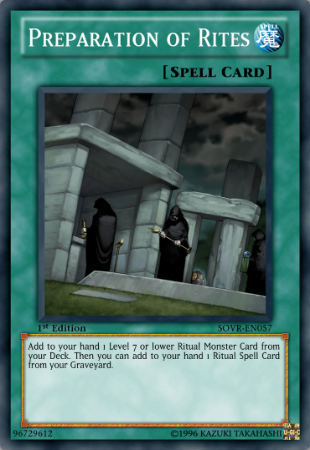 PREPARATION OF RITES
SPELL
魔
[SPELL CARD]
1st Edition
SOVR-EN057
Add to your hand 1 Level 7 or lower Ritual Monster Card from
your Deck. Then you can add to your hand 1 Ritual Spell Card
from your Graveyard.
96729612
©1996 KAZUKI TAKAHASHI